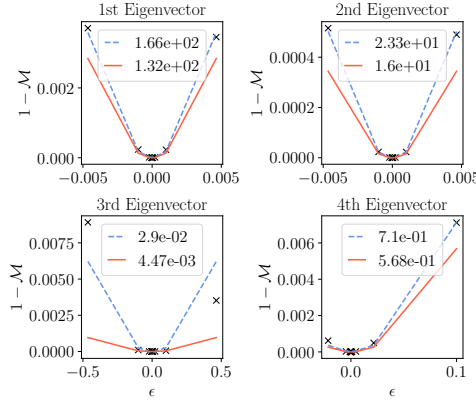 1st Eigenvector
2nd Eigenvector
1 − ℳ
0.002
0.000
1.66e+02
1.32e+02
−0.005
0.000
0.005
1 − ℳ
0.0004
0.0002
0.0000
2.33e+01
1.6e+01
−0.005
0.000
0.005
3rd Eigenvector
4th Eigenvector
1 − ℳ
0.0075
0.0050
0.0025
0.0000
2.9e-02
4.47e-03
−0.5
0.0
0.5
ϵ
1 − ℳ
0.006
0.004
0.002
0.000
7.1e-01
5.68e-01
0.0
0.1
ϵ